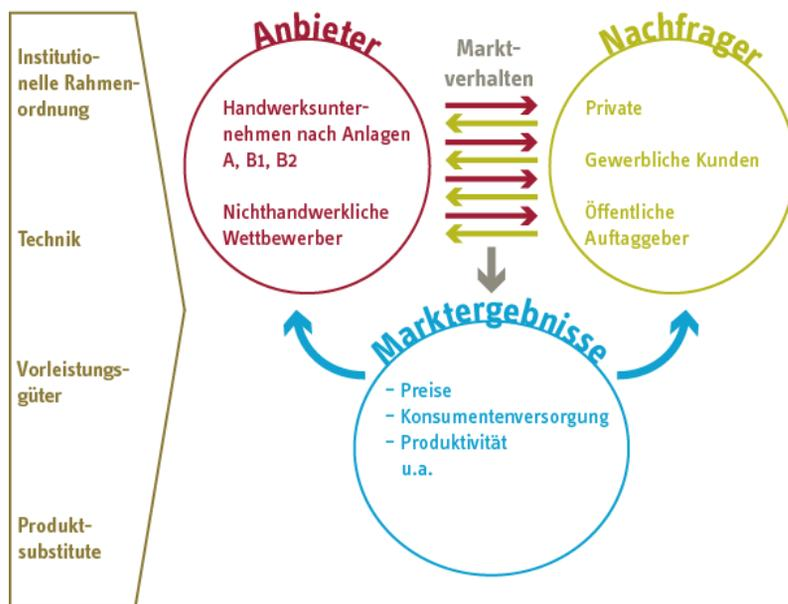 Institutio-
nelle Rahmen-
ordnung
Technik
Vorleistungs-
güter
Produkt-
substitute
Anbieter
Handwerksunter-
nehmen nach Anlagen
A, B1, B2
Nichthandwerkliche
Wettbewerber
Markt-
verhalten
Nachfrager
Private
Gewerbliche Kunden
Öffentliche
Auftaggeber
Marktergebnisse
– Preise
– Konsumentenversorgung
– Produktivität
u.a.